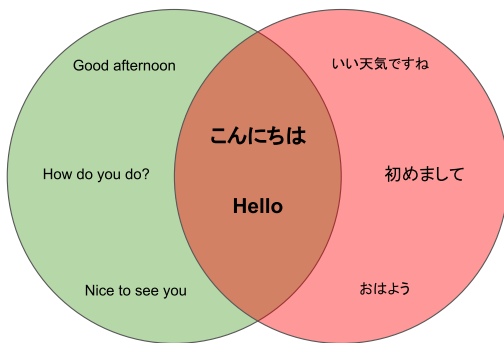 Good afternoon
いい天気ですね
こんにちは
How do you do?
初めまして
Hello
Nice to see you
おはよう